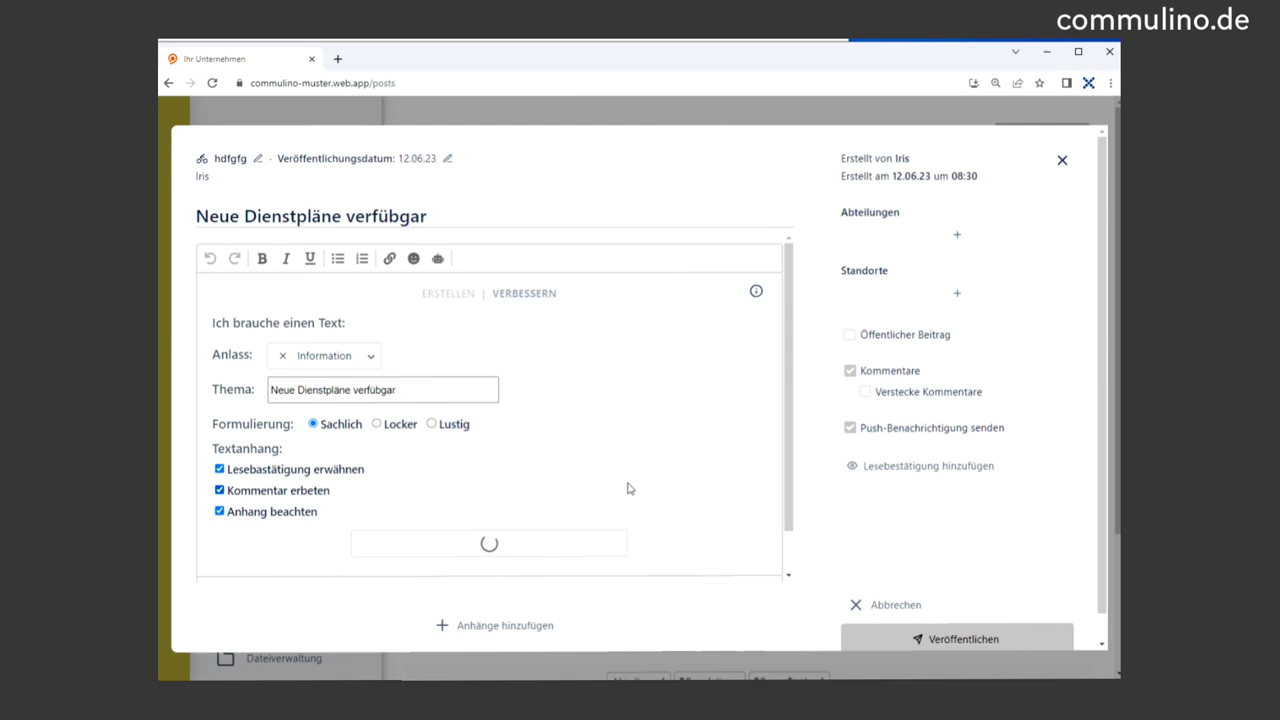 commulino.de
Ihr Unternehmen
commulino-muster.web.app/posts
hdfgfg · Veröffentlichungsdatum: 12.06.23
Iris
Neue Dienstpläne verfübgar
B I U
ERSTELLEN | VERBESSERN
Ich brauche einen Text:
Anlass: × Information
Thema: Neue Dienstpläne verfübgar
Formulierung: Sachlich Locker Lustig
Textanhang:
Lesebastätigung erwähnen
Kommentar erbeten
Anhang beachten
+ Anhänge hinzufügen
Erstellt von Iris
Erstellt am 12.06.23 um 08:30
Abteilungen
+
Standorte
+
Öffentlicher Beitrag
Kommentare
Verstecke Kommentare
Push-Benachrichtigung senden
Lesebestätigung hinzufügen
Abbrechen
Veröffentlichen
Dateiverwaltung